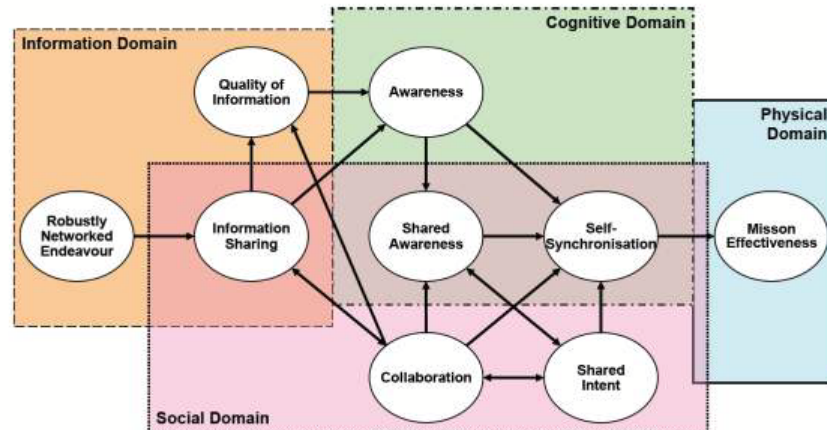 Cognitive Domain
Information Domain
Quality of
Information
Awareness
Physical
Domain
Robustly
Networked
Endeavour
Information
Sharing
Shared
Awareness
Self-
Synchronisation
Misson
Effectiveness
Collaboration
Shared
Intent
Social Domain